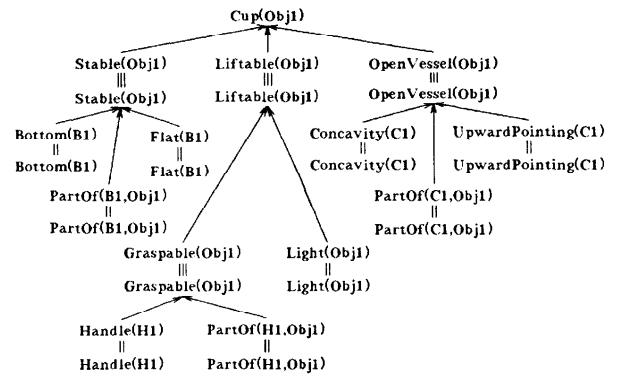 Cup(Obj1)
Stable(Obj1) Liftable(Obj1) OpenVessel(Obj1)
Stable(Obj1) Liftable(Obj1) OpenVessel(Obj1)
Bottom(B1) Flat(B1) Concavity(C1) UpwardPointing(C1)
Bottom(B1) Flat(B1) Concavity(C1) UpwardPointing(C1)
PartOf(B1,Obj1) PartOf(C1,Obj1)
PartOf(B1,Obj1) PartOf(C1,Obj1)
Graspable(Obj1) Light(Obj1)
Graspable(Obj1) Light(Obj1)
Handle(H1) PartOf(H1,Obj1)
Handle(H1) PartOf(H1,Obj1)